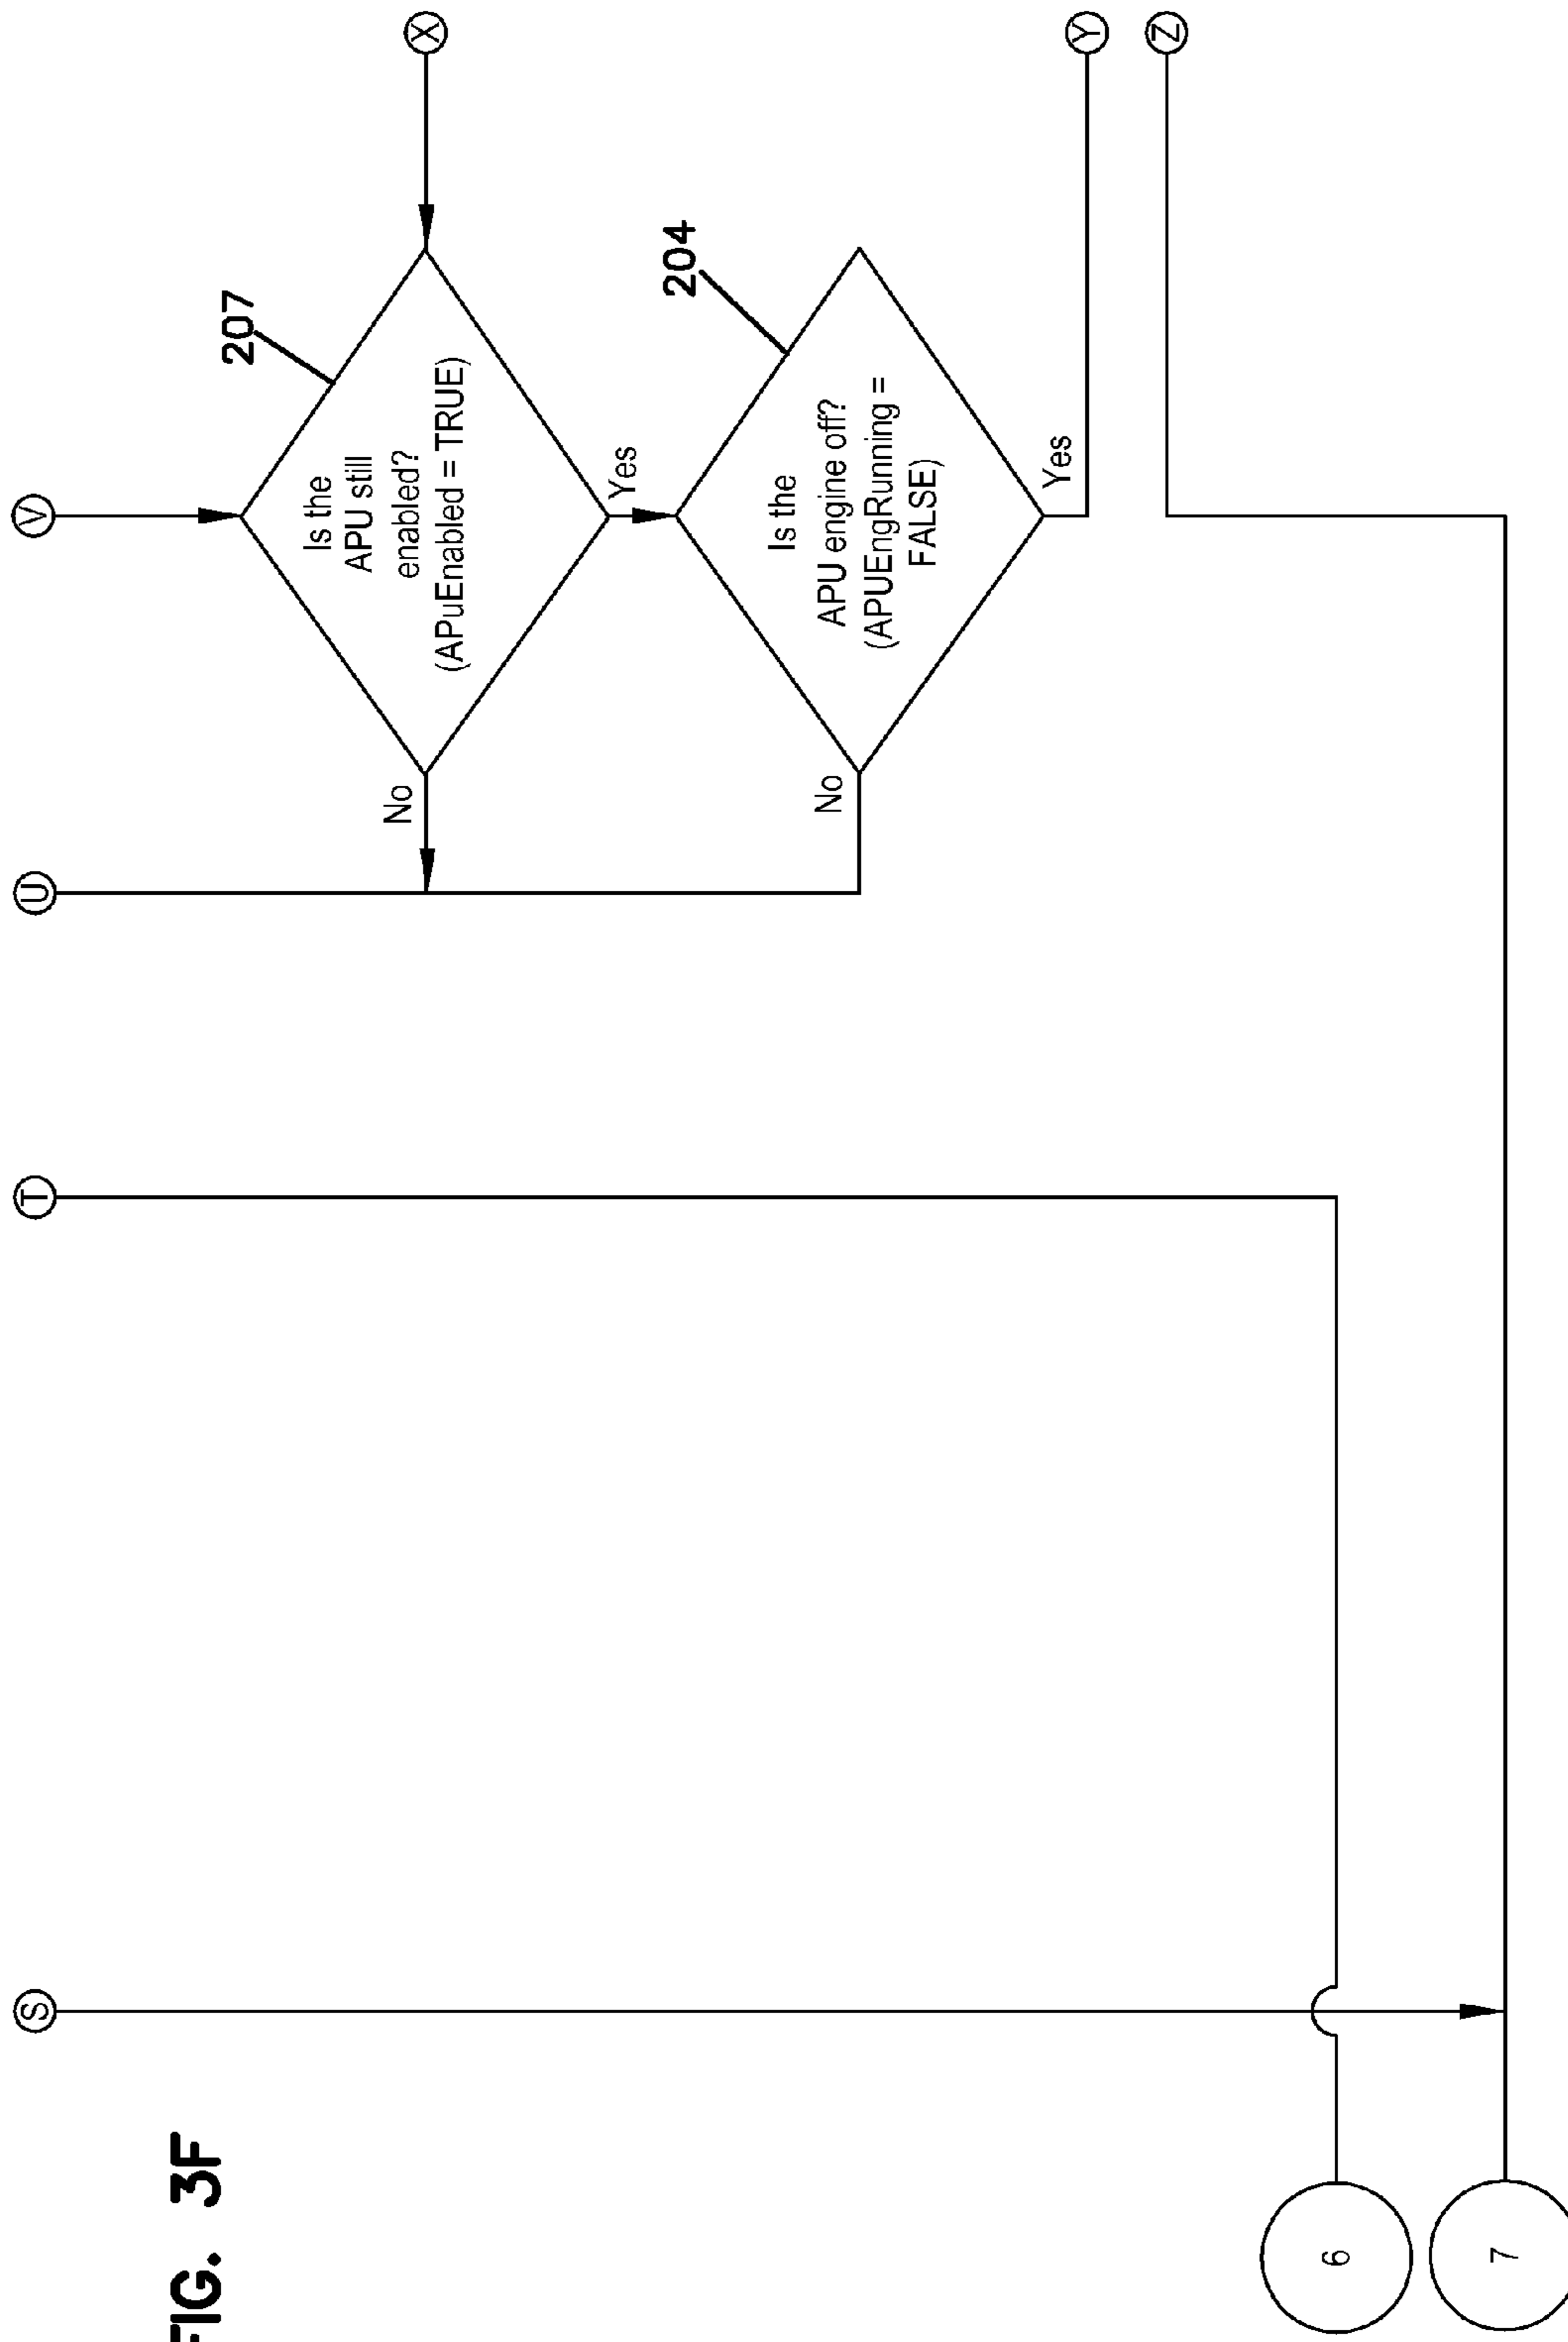 S
T
U
V
FIG. 3F
207
Is the
APU still
enabled?
(APuEnabled = TRUE)
No
X
Yes
204
Is the
APU engine off?
(APUEngRunning =
FALSE)
No
Yes
Y
Z
6
7